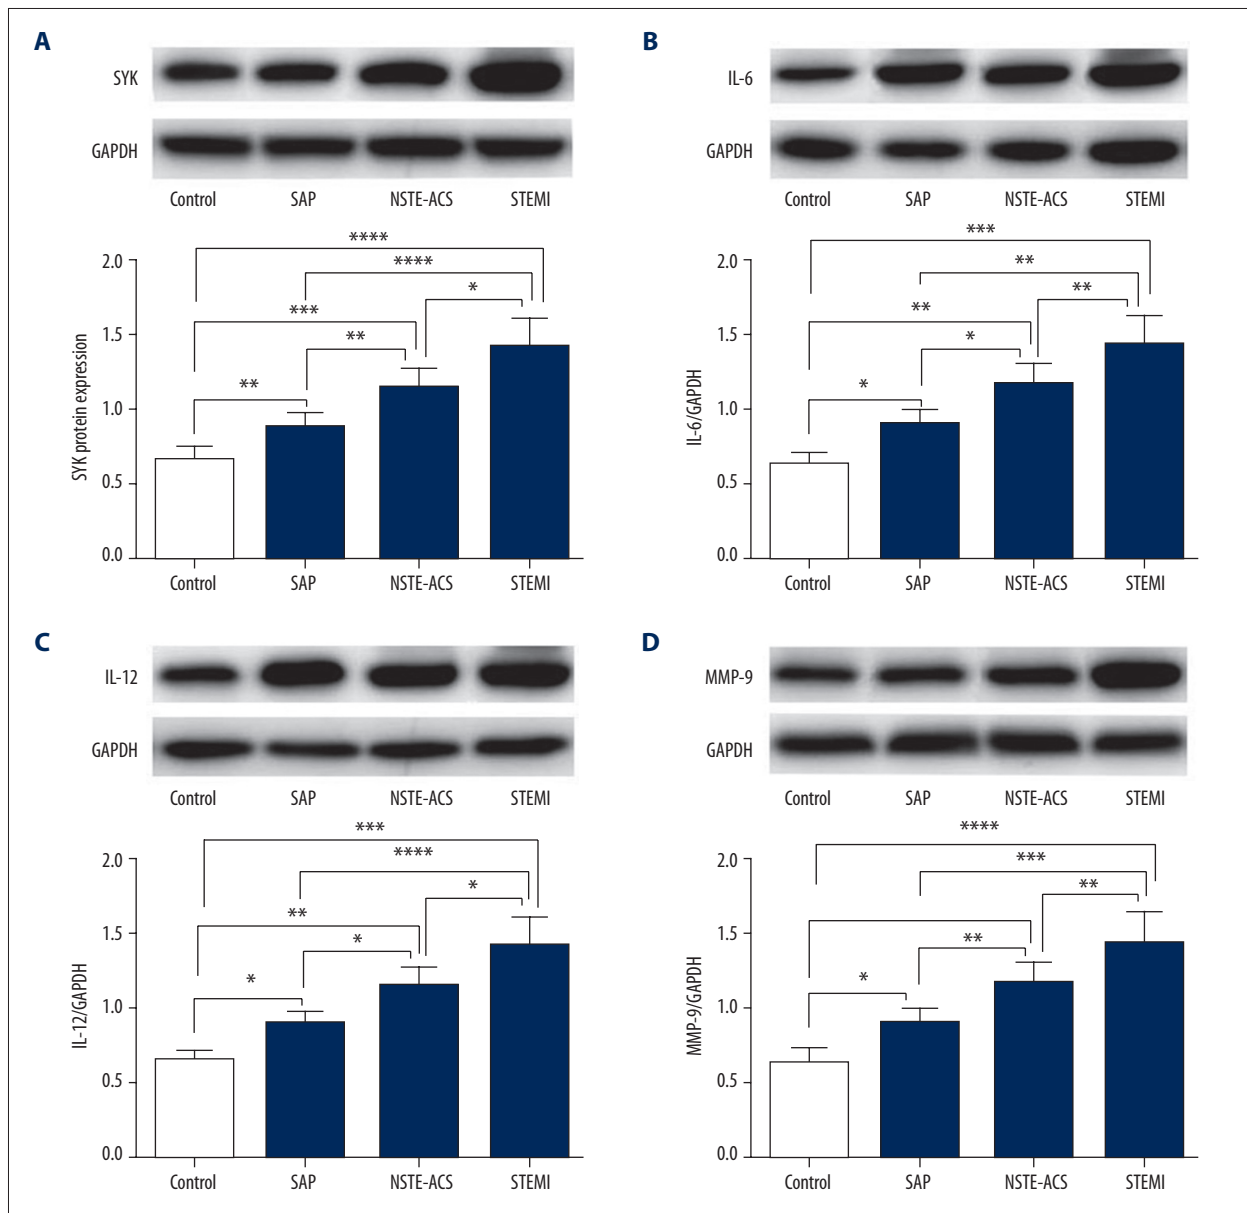 A
SYK
GAPDH
Control SAP NSTE-ACS STEMI
****
****
*
***
**
**
2.0
1.5
1.0
0.5
0.0
SYK protein expression
Control SAP NSTE-ACS STEMI
B
IL-6
GAPDH
Control SAP NSTE-ACS STEMI
***
**
**
**
*
*
2.0
1.5
1.0
0.5
0.0
IL-6/GAPDH
Control SAP NSTE-ACS STEMI
C
IL-12
GAPDH
Control SAP NSTE-ACS STEMI
***
****
*
**
*
*
2.0
1.5
1.0
0.5
0.0
IL-12/GAPDH
Control SAP NSTE-ACS STEMI
D
MMP-9
GAPDH
Control SAP NSTE-ACS STEMI
****
***
**
**
*
2.0
1.5
1.0
0.5
0.0
MMP-9/GAPDH
Control SAP NSTE-ACS STEMI